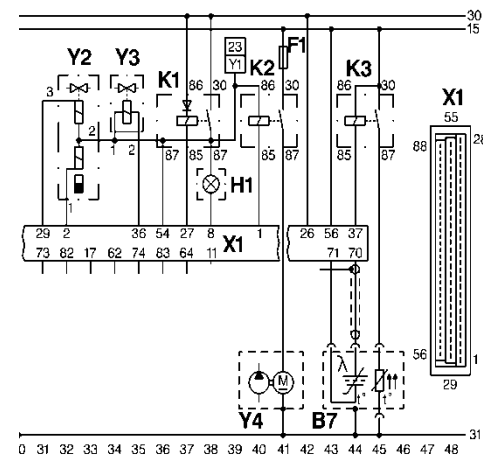 30
15
Y2 Y3 23 F1
Y1
K1 K2 K3 X1
3 86 30 86 30 86 30 55
88 28
2 1 2 87 85 87 85 87 85 87
1 H1
29 2 36 54 27 8 1 26 56 37
X1
73 82 17 62 74 83 64 11 71 70
λ 56 1
M t° t° 29
Y4 B7
31
0 31 32 33 34 35 36 37 38 39 40 41 42 43 44 45 46 47 48